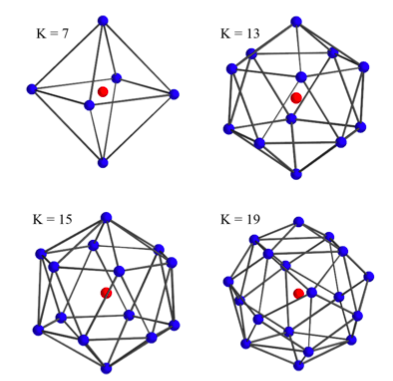 K = 7
K = 13
K = 15
K = 19